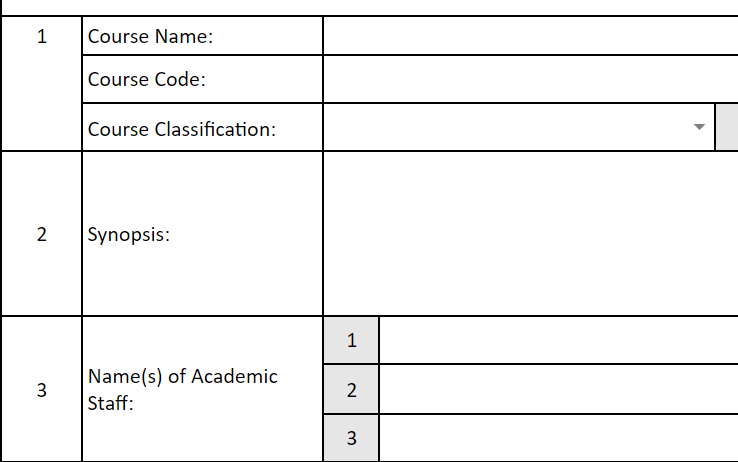 1
Course Name:
Course Code:
Course Classification:
2
Synopsis:
3
Name(s) of Academic
Staff:
1
2
3